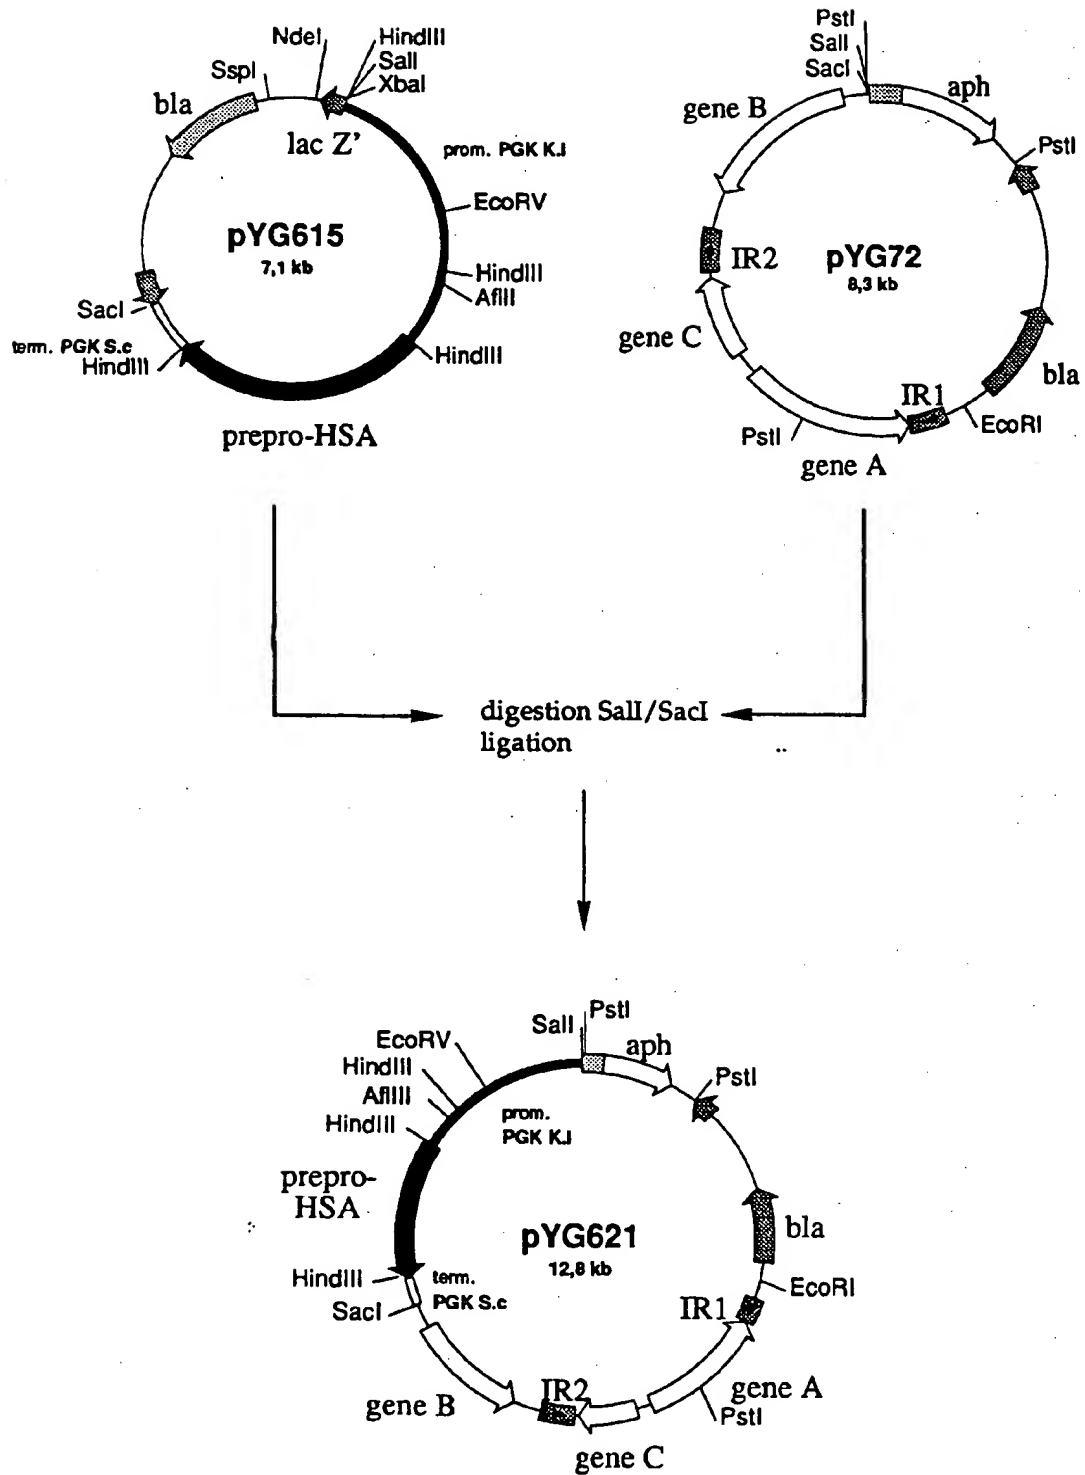 NdeI
HindIII
SalI
XbaI
SspI
bla
lac Z'
prom. PGK K.l
EcoRV
pYG615
7,1 kb
HindIII
AflII
SacI
term. PGK S.c
HindIII
HindIII
prepro-HSA
PstI
SalI
SacI
aph
gene B
PstI
IR2
pYG72
8,3 kb
gene C
bla
IR1
EcoRI
PstI
gene A
digestion SalI/SacI
ligation
SalI
PstI
aph
EcoRV
HindIII
AflIII
HindIII
PstI
prom.
PGK K.l
prepro-
HSA
pYG621
12,8 kb
bla
HindIII
term.
PGK S.c
SacI
EcoRI
IR1
gene B
IR2
gene A
PstI
gene C